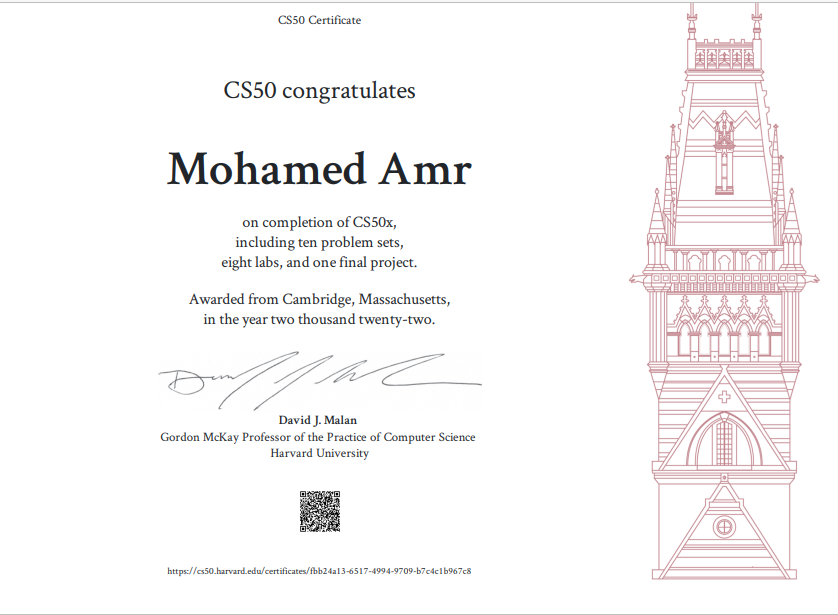 CS50 Certificate
CS50 congratulates
Mohamed Amr
on completion of CS50x,
including ten problem sets,
eight labs, and one final project.
Awarded from Cambridge, Massachusetts,
in the year two thousand twenty-two.
David J. Malan
Gordon McKay Professor of the Practice of Computer Science
Harvard University
https://cs50.harvard.edu/certificates/fbb24a13-6517-4994-9709-b7c4c1b967c8